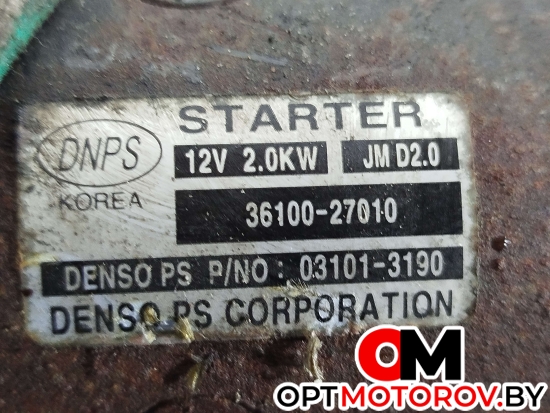 STARTER
DNPS
KOREA
12V 2.0KW
JM D2.0
36100-27010
DENSO PS P/NO : 03101-3190
DENSO PS CORPORATION
OM
OPTMOTOROV.BY